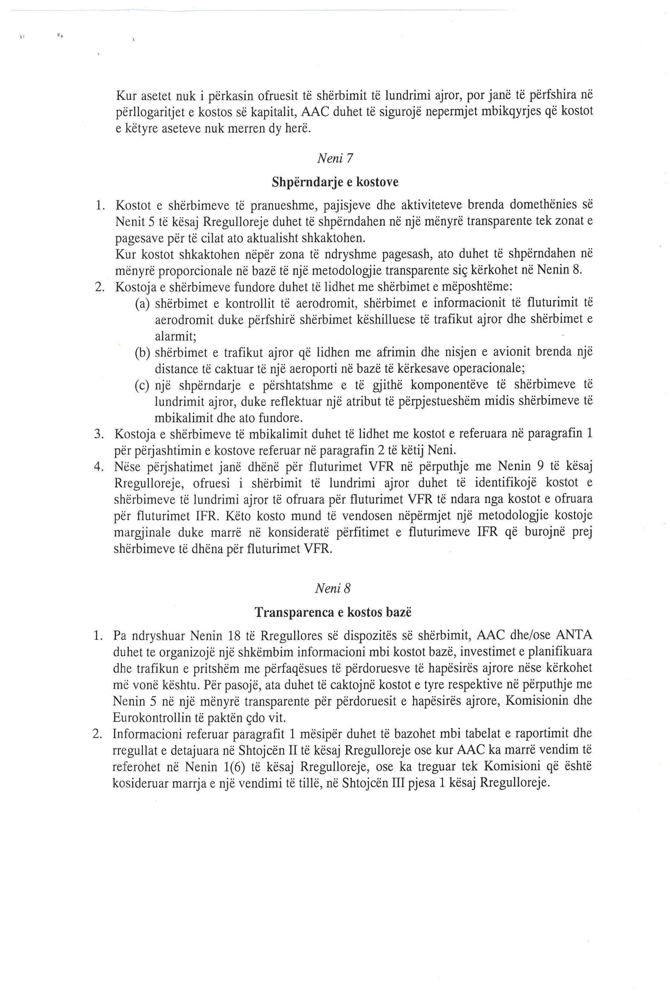 Kur asetet nuk i përkasin ofruesit të shërbimit të lundrimi ajror, por janë të përfshira në
përllogaritjet e kostos së kapitalit, AAC duhet të sigurojë nepermjet mbikqyrjes që kostot
e këtyre aseteve nuk merren dy herë.
Neni 7
Shpërndarje e kostove
1. Kostot e shërbimeve të pranueshme, pajisjeve dhe aktiviteteve brenda domethënies së
Nenit 5 të kësaj Rregulloreje duhet të shpërndahen në një mënyrë transparente tek zonat e
pagesave për të cilat ato aktualisht shkaktohen.
Kur kostot shkaktohen nëpër zona të ndryshme pagesash, ato duhet të shpërndahen në
mënyrë proporcionale në bazë të një metodologjie transparente siç kërkohet në Nenin 8.
2. Kostoja e shërbimeve fundore duhet të lidhet me shërbimet e mëposhtëme:
(a) shërbimet e kontrollit të aerodromit, shërbimet e informacionit të fluturimit të
aerodromit duke përfshirë shërbimet këshilluese të trafikut ajror dhe shërbimet e
alarmit;
(b) shërbimet e trafikut ajror që lidhen me afrimin dhe nisjen e avionit brenda një
distance të caktuar të një aeroporti në bazë të kërkesave operacionale;
(c) një shpërndarje e përshtatshme e të gjithë komponentëve të shërbimeve të
lundrimit ajror, duke reflektuar një atribut të përpjestueshëm midis shërbimeve të
mbikalimit dhe ato fundore.
3. Kostoja e shërbimeve të mbikalimit duhet të lidhet me kostot e referuara në paragrafin 1
për përjashtimin e kostove referuar në paragrafin 2 të këtij Neni.
4. Nëse përjshatimet janë dhënë për fluturimet VFR në përputhje me Nenin 9 të kësaj
Rregulloreje, ofruesi i shërbimit të lundrimi ajror duhet të identifikojë kostot e
shërbimeve të lundrimi ajror të ofruara për fluturimet VFR të ndara nga kostot e ofruara
për fluturimet IFR. Këto kosto mund të vendosen nëpërmjet një metodologjie kostoje
margjinale duke marrë në konsideratë përfitimet e fluturimeve IFR që burojnë prej
shërbimeve të dhëna për fluturimet VFR.
Neni 8
Transparenca e kostos bazë
1. Pa ndryshuar Nenin 18 të Rregullores së dispozitës së shërbimit, AAC dhe/ose ANTA
duhet te organizojë një shkëmbim informacioni mbi kostot bazë, investimet e planifikuara
dhe trafikun e pritshëm me përfaqësues të përdoruesve të hapësirës ajrore nëse kërkohet
më vonë kështu. Për pasojë, ata duhet të caktojnë kostot e tyre respektive në përputhje me
Nenin 5 në një mënyrë transparente për përdoruesit e hapësirës ajrore, Komisionin dhe
Eurokontrollin të paktën çdo vit.
2. Informacioni referuar paragrafit 1 mësipër duhet të bazohet mbi tabelat e raportimit dhe
rregullat e detajuara në Shtojcën II të kësaj Rregulloreje ose kur AAC ka marrë vendim të
referohet në Nenin 1(6) të kësaj Rregulloreje, ose ka treguar tek Komisioni që është
kosideruar marrja e një vendimi të tillë, në Shtojcën III pjesa 1 kësaj Rregulloreje.